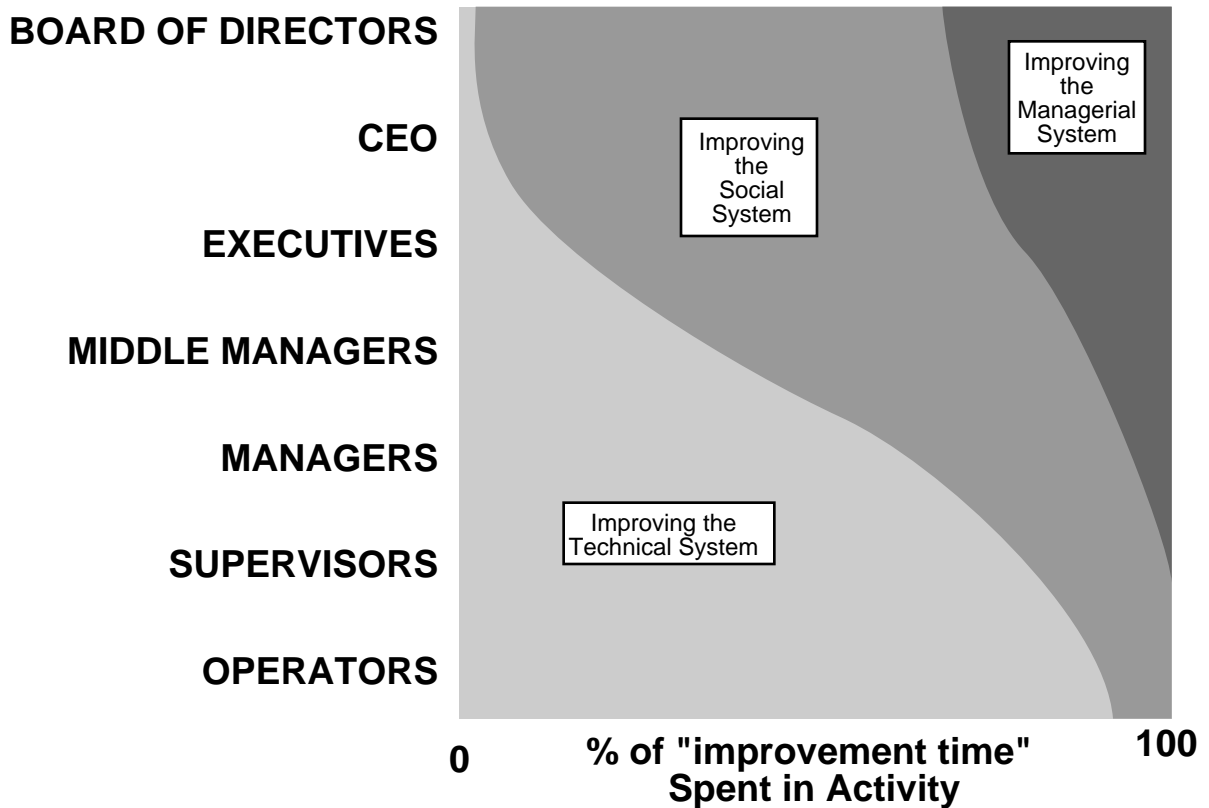 BOARD OF DIRECTORS
CEO
EXECUTIVES
MIDDLE MANAGERS
MANAGERS
SUPERVISORS
OPERATORS
Improving
the
Managerial
System
Improving
the
Social
System
Improving the
Technical System
0
% of "improvement time"
Spent in Activity
100